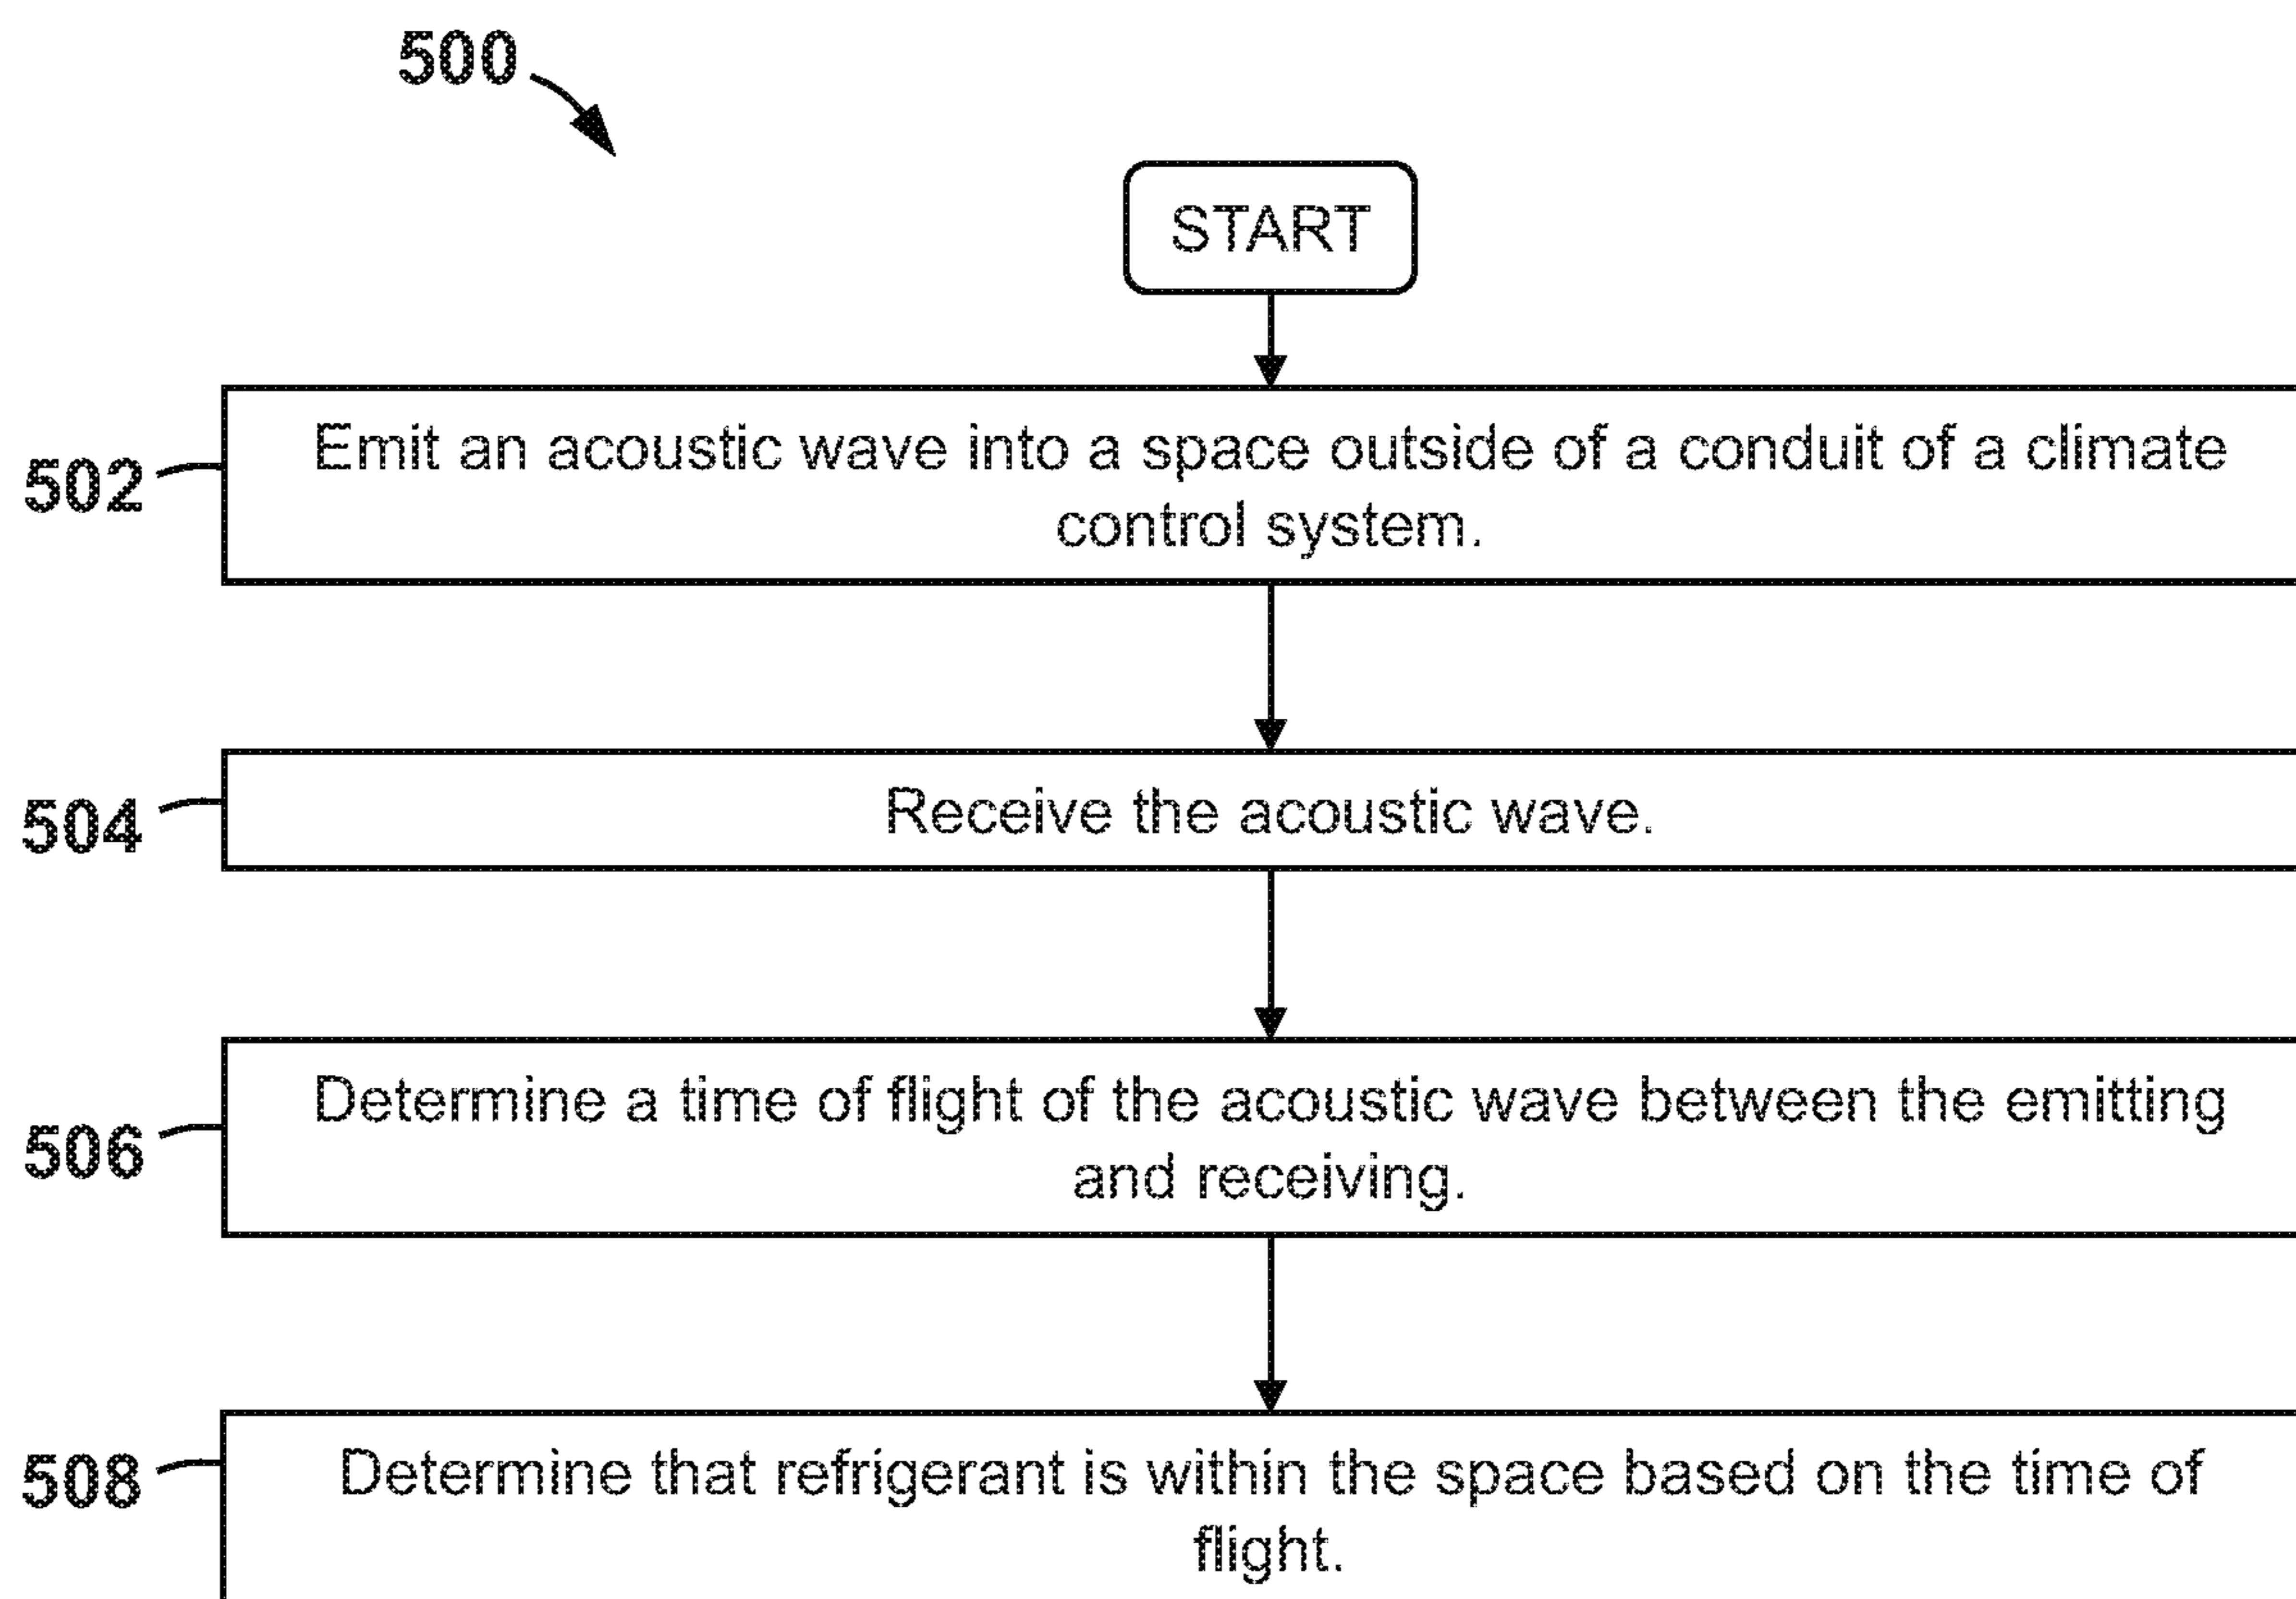 500
START
502
Emit an acoustic wave into a space outside of a conduit of a climate
control system.
504
Receive the acoustic wave.
506
Determine a time of flight of the acoustic wave between the emitting
and receiving.
508
Determine that refrigerant is within the space based on the time of
flight.